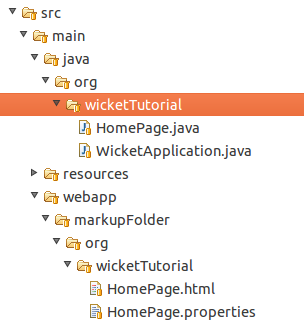 src
main
java
org
wicketTutorial
HomePage.java
WicketApplication.java
resources
webapp
markupFolder
org
wicketTutorial
HomePage.html
HomePage.properties